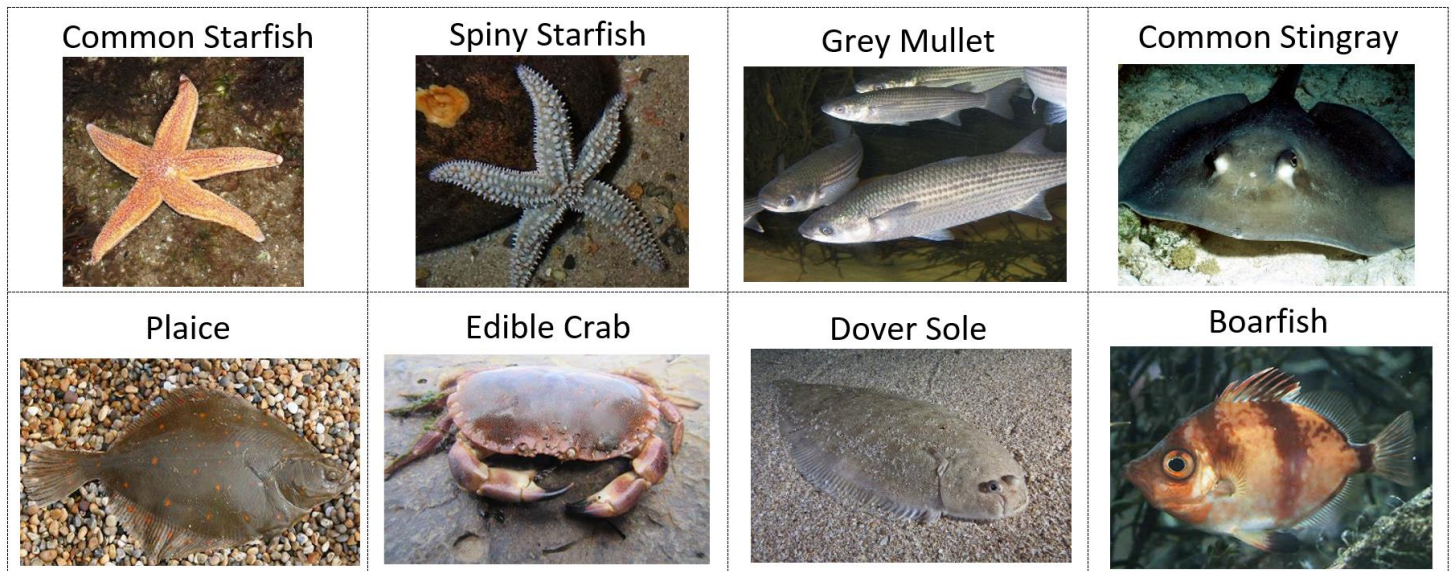 Common Starfish
Spiny Starfish
Grey Mullet
Common Stingray
Plaice
Edible Crab
Dover Sole
Boarfish